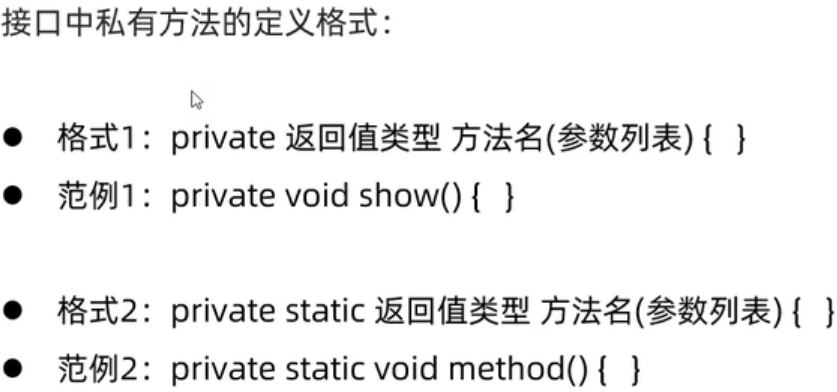 接口中私有方法的定义格式：
● 格式1：private 返回值类型 方法名(参数列表) {  }
● 范例1：private void show() {  }
● 格式2：private static 返回值类型 方法名(参数列表) {  }
● 范例2：private static void method() {  }